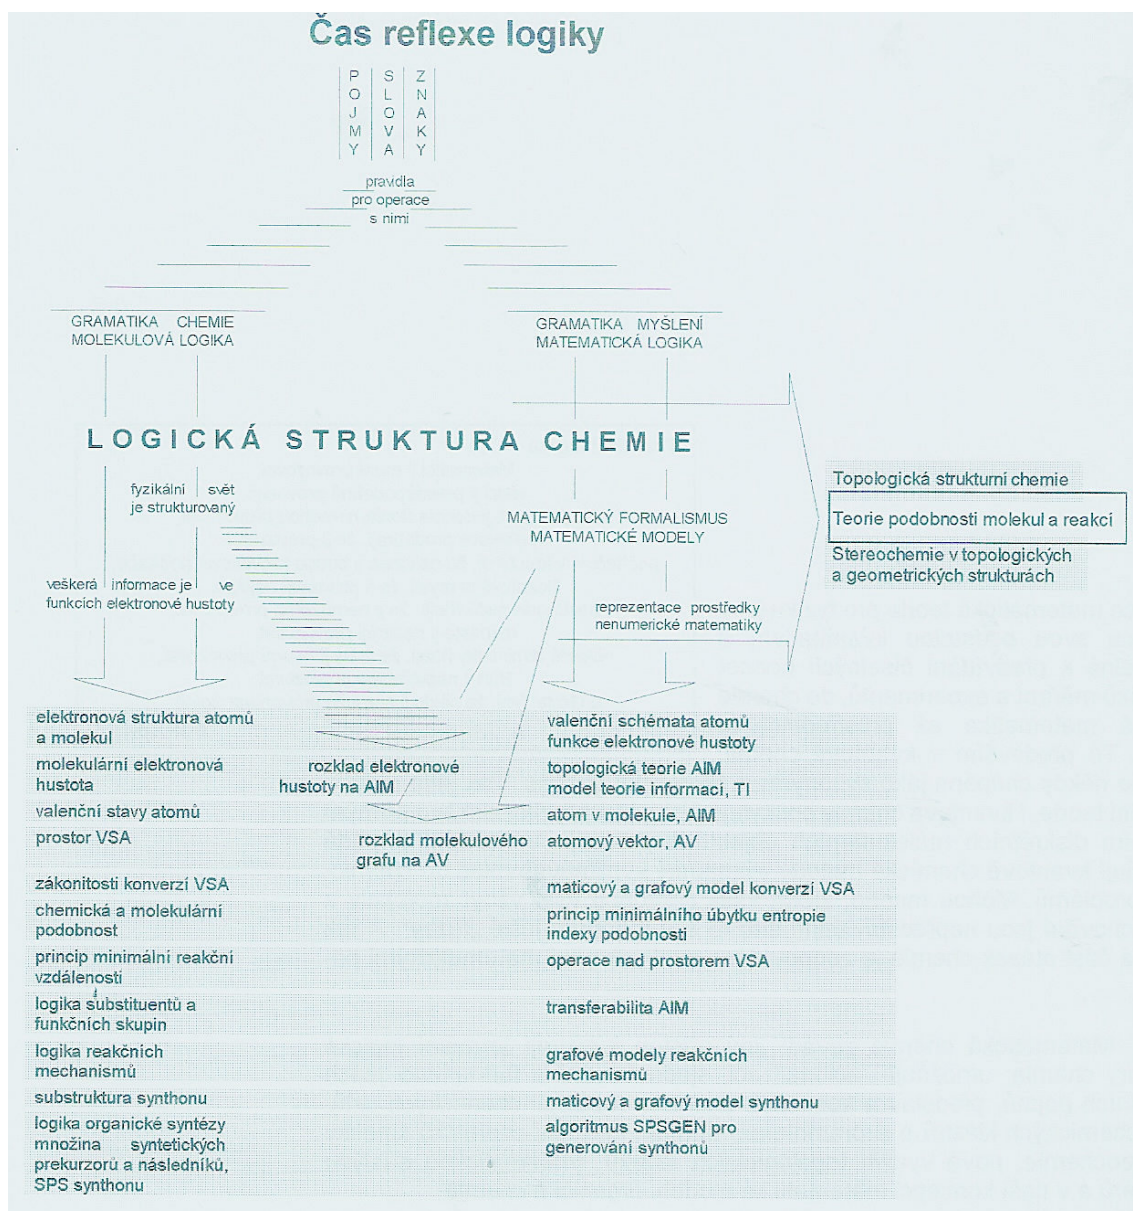 Čas reflexe logiky
POJMY SLOVA ZNAKY
pravidla
pro operace
s nimi
GRAMATIKA CHEMIE
MOLEKULOVÁ LOGIKA
GRAMATIKA MYŠLENÍ
MATEMATICKÁ LOGIKA
LOGICKÁ STRUKTURA CHEMIE
fyzikální svět
je strukturovaný
MATEMATICKÝ FORMALISMUS
MATEMATICKÉ MODELY
Topologická strukturní chemie
Teorie podobnosti molekul a reakcí
Stereochemie v topologických
a geometrických strukturách
veškerá informace je ve
funkcích elektronové hustoty
reprezentace prostředky
nenumerické matematiky
elektronová struktura atomů
a molekul
molekulární elektronová
hustota
valenční stavy atomů
prostor VSA
zákonitosti konverzí VSA
chemická a molekulární
podobnost
princip minimální reakční
vzdálenosti
logika substituentů a
funkčních skupin
logika reakčních
mechanismů
substruktura synthonu
logika organické syntézy
množina syntetických
prekurzorů a následníků,
SPS synthonu
rozklad elektronové
hustoty na AIM
rozklad molekulového
grafu na AV
valenční schémata atomů
funkce elektronové hustoty
topologická teorie AIM
model teorie informací, TI
atom v molekule, AIM
atomový vektor, AV
maticový a grafový model konverzí VSA
princip minimálního úbytku entropie
indexy podobnosti
operace nad prostorem VSA
transferabilita AIM
grafové modely reakčních
mechanismů
maticový a grafový model synthonu
algoritmus SPSGEN pro
generování synthonů